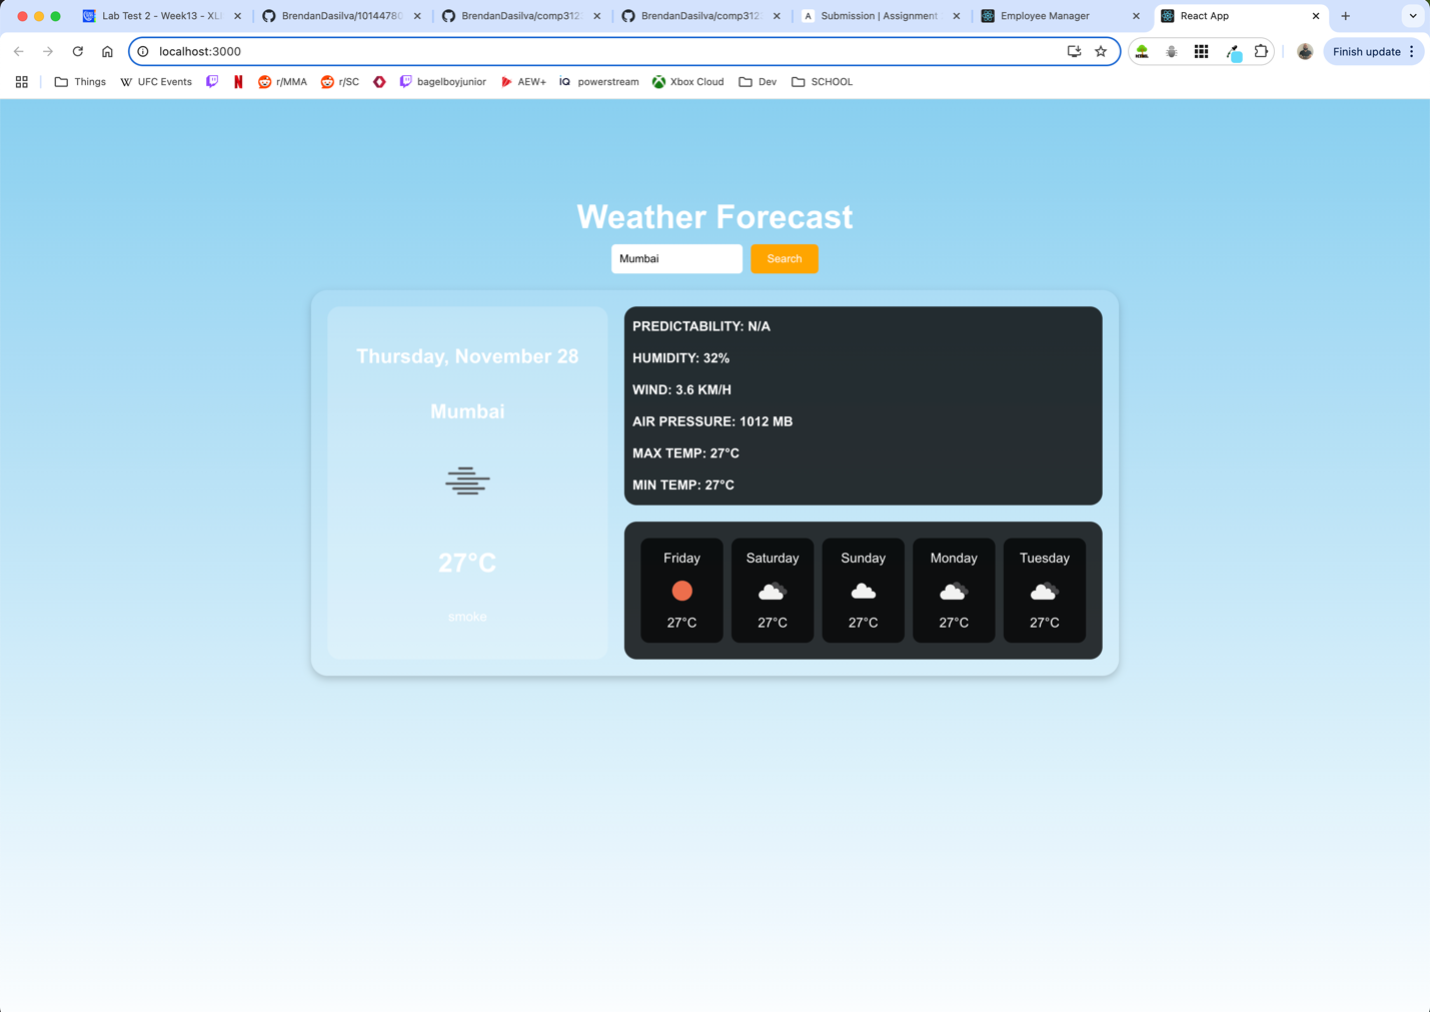 Lab Test 2 - Week13 - XLI
BrendanDasilva/10144780
BrendanDasilva/comp312
BrendanDasilva/comp312
Submission | Assignment
Employee Manager
React App
localhost:3000
Finish update
Things
UFC Events
r/MMA
r/SC
bagelboyjunior
AEW+
iQ powerstream
Xbox Cloud
Dev
SCHOOL
Weather Forecast
Mumbai
Search
Thursday, November 28
Mumbai
27°C
smoke
PREDICTABILITY: N/A
HUMIDITY: 32%
WIND: 3.6 KM/H
AIR PRESSURE: 1012 MB
MAX TEMP: 27°C
MIN TEMP: 27°C
Friday Saturday Sunday Monday Tuesday
27°C 27°C 27°C 27°C 27°C